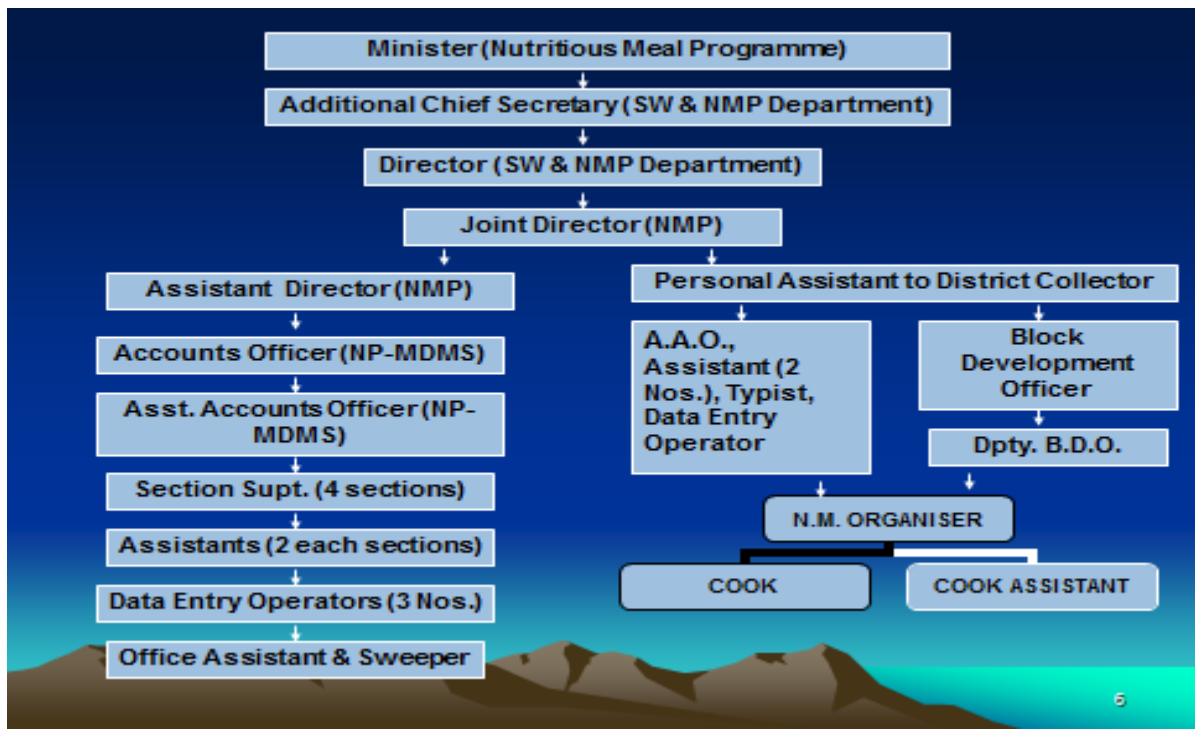 Minister (Nutritious Meal Programme)
Additional Chief Secretary (SW & NMP Department)
Director (SW & NMP Department)
Joint Director (NMP)
Assistant Director (NMP)
Accounts Officer (NP-MDMS)
Asst. Accounts Officer (NP-
MDMS)
Section Supt. (4 sections)
Assistants (2 each sections)
Data Entry Operators (3 Nos.)
Office Assistant & Sweeper
Personal Assistant to District Collector
A.A.O.,
Assistant (2
Nos.), Typist,
Data Entry
Operator
Block
Development
Officer
Dpty. B.D.O.
N.M. ORGANISER
COOK
COOK ASSISTANT
6